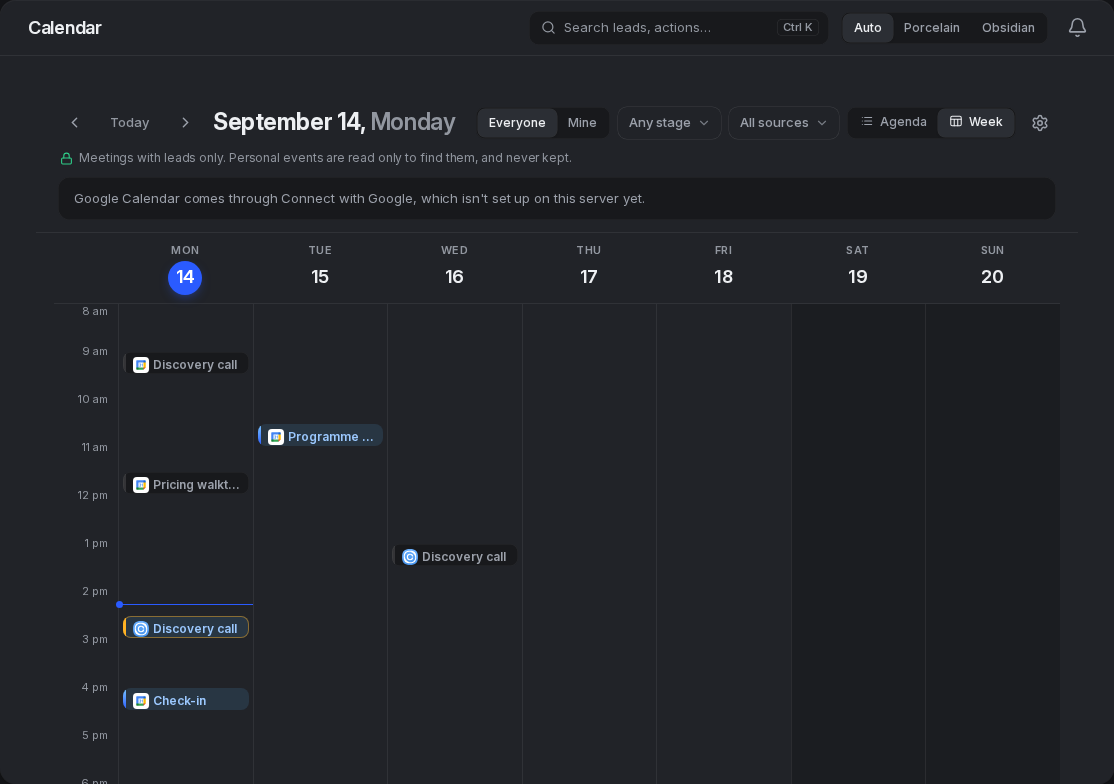 Calendar
Search leads, actions…
Ctrl K
Auto
Porcelain
Obsidian
Today
September 14, Monday
Everyone
Mine
Any stage
All sources
Agenda
Week
Meetings with leads only. Personal events are read only to find them, and never kept.
Google Calendar comes through Connect with Google, which isn't set up on this server yet.
MON
14
TUE
15
WED
16
THU
17
FRI
18
SAT
19
SUN
20
8 am
9 am
Discovery call
10 am
Programme …
11 am
Pricing walkt…
12 pm
1 pm
Discovery call
2 pm
Discovery call
3 pm
4 pm
Check-in
5 pm
6 pm